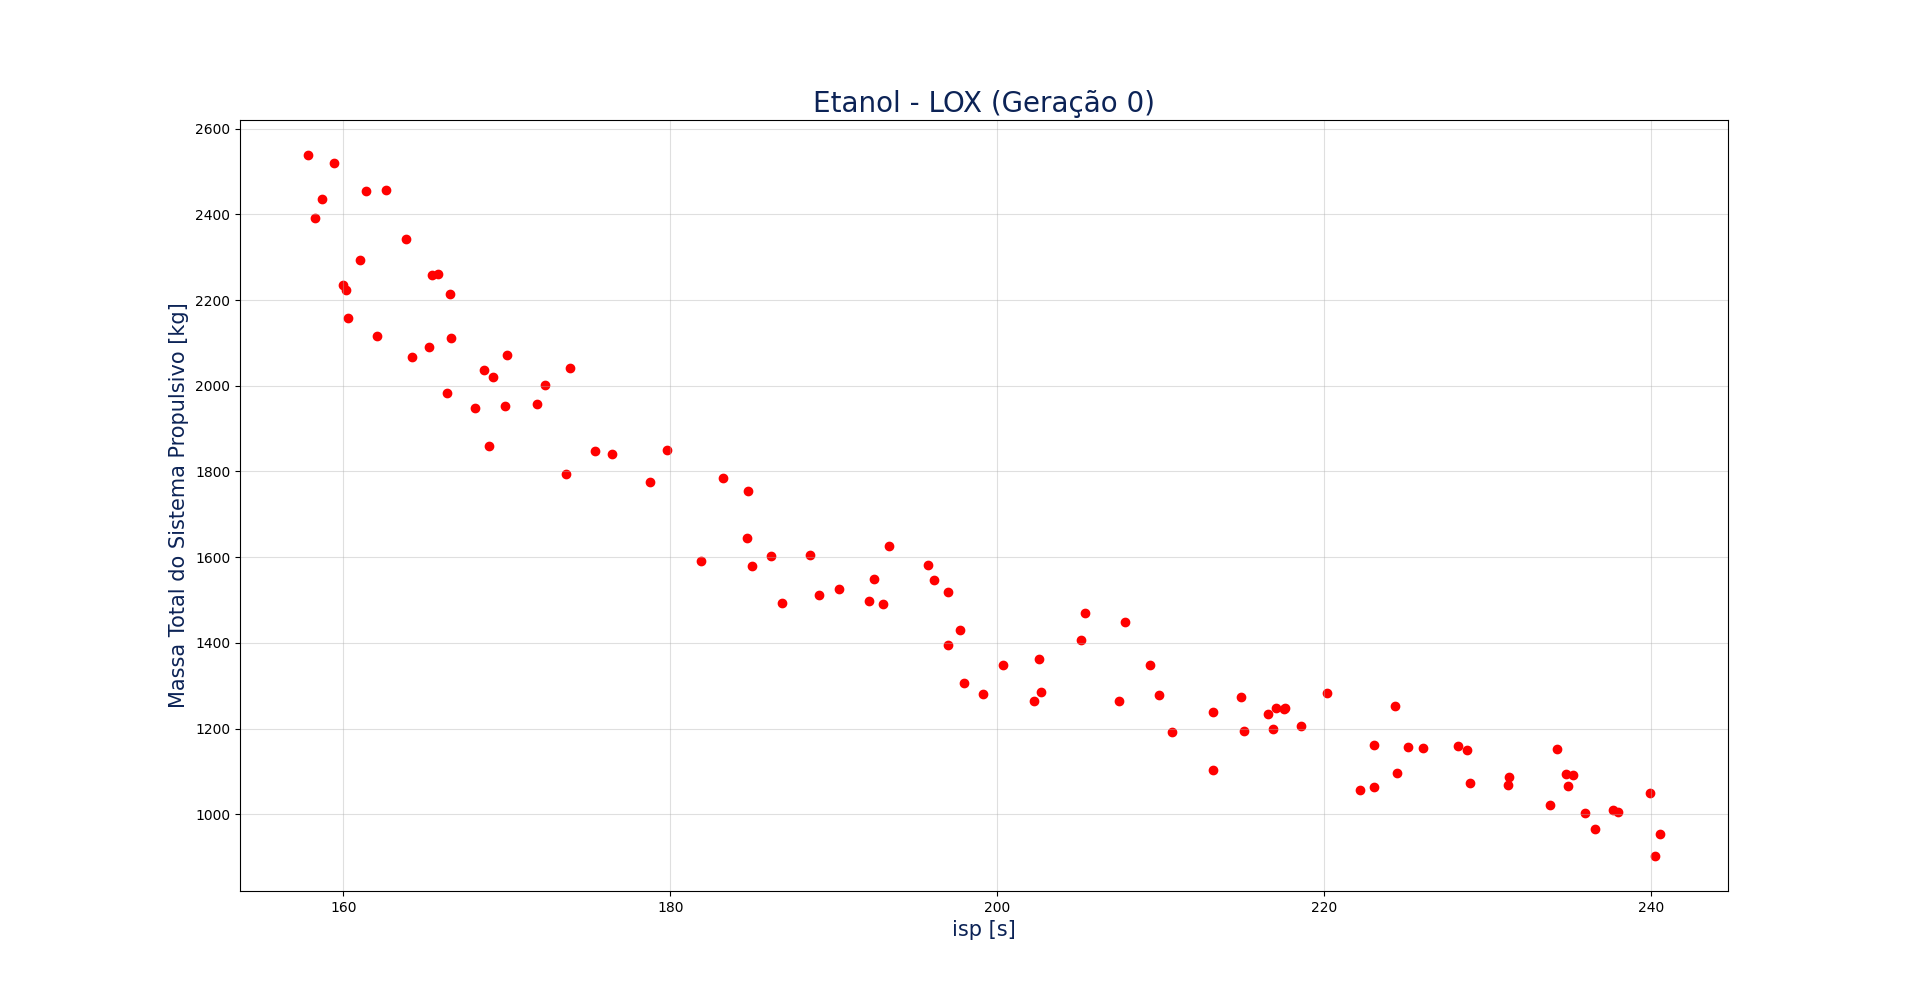 Etanol - LOX (Geração 0)
Massa Total do Sistema Propulsivo [kg]
2600
2400
2200
2000
1800
1600
1400
1200
1000
160 180 200 220 240
isp [s]